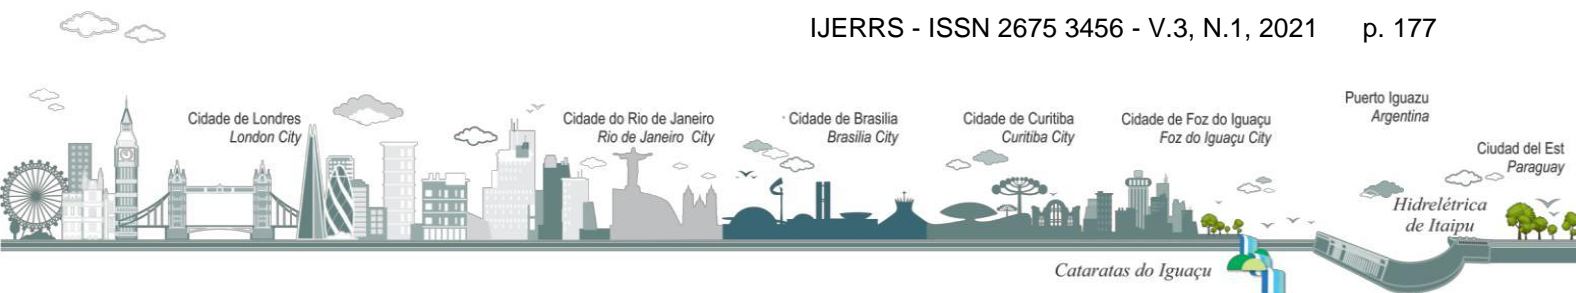 IJERRS - ISSN 2675 3456 - V.3, N.1, 2021 p. 177
Cidade de Londres
London City
Cidade do Rio de Janeiro
Rio de Janeiro City
Cidade de Brasilia
Brasilia City
Cidade de Curitiba
Curitiba City
Cidade de Foz do Iguaçu
Foz do Iguaçu City
Puerto Iguazu
Argentina
Ciudad del Est
Paraguay
Hidrelétrica
de Itaipu
Cataratas do Iguaçu